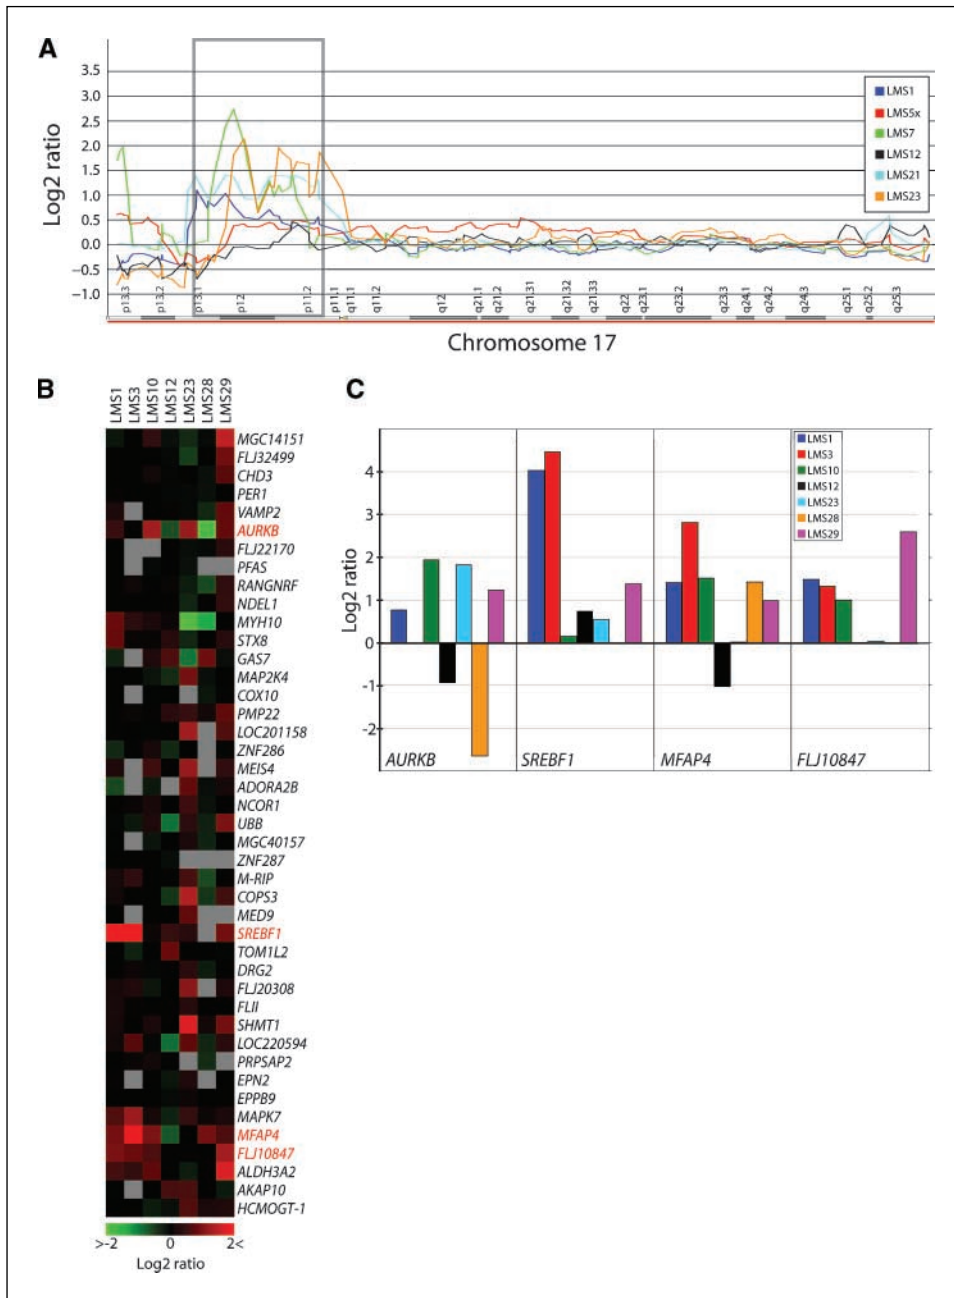 A
3.5
3.0
2.5
2.0
1.5
1.0
0.5
0.0
−0.5
−1.0
Log2 ratio
LMS1
LMS5x
LMS7
LMS12
LMS21
LMS23
p13.3 p13.2 p13.1 p12 p11.2 p11.1 q11.1 q11.2 q12 q21.1 q21.2 q21.31 q21.32 q21.33 q22 q23.1 q23.2 q23.3 q24.1 q24.2 q24.3 q25.1 q25.2 q25.3
Chromosome 17
B
LMS1 LMS3 LMS10 LMS12 LMS23 LMS28 LMS29
MGC14151
FLJ32499
CHD3
PER1
VAMP2
AURKB
FLJ22170
PFAS
RANGNRF
NDEL1
MYH10
STX8
GAS7
MAP2K4
COX10
PMP22
LOC201158
ZNF286
MEIS4
ADORA2B
NCOR1
UBB
MGC40157
ZNF287
M-RIP
COPS3
MED9
SREBF1
TOM1L2
DRG2
FLJ20308
FLII
SHMT1
LOC220594
PRPSAP2
EPN2
EPPB9
MAPK7
MFAP4
FLJ10847
ALDH3A2
AKAP10
HCMOGT-1
>-2 0 2<
Log2 ratio
C
4
3
2
1
0
-1
-2
Log2 ratio
LMS1
LMS3
LMS10
LMS12
LMS23
LMS28
LMS29
AURKB SREBF1 MFAP4 FLJ10847